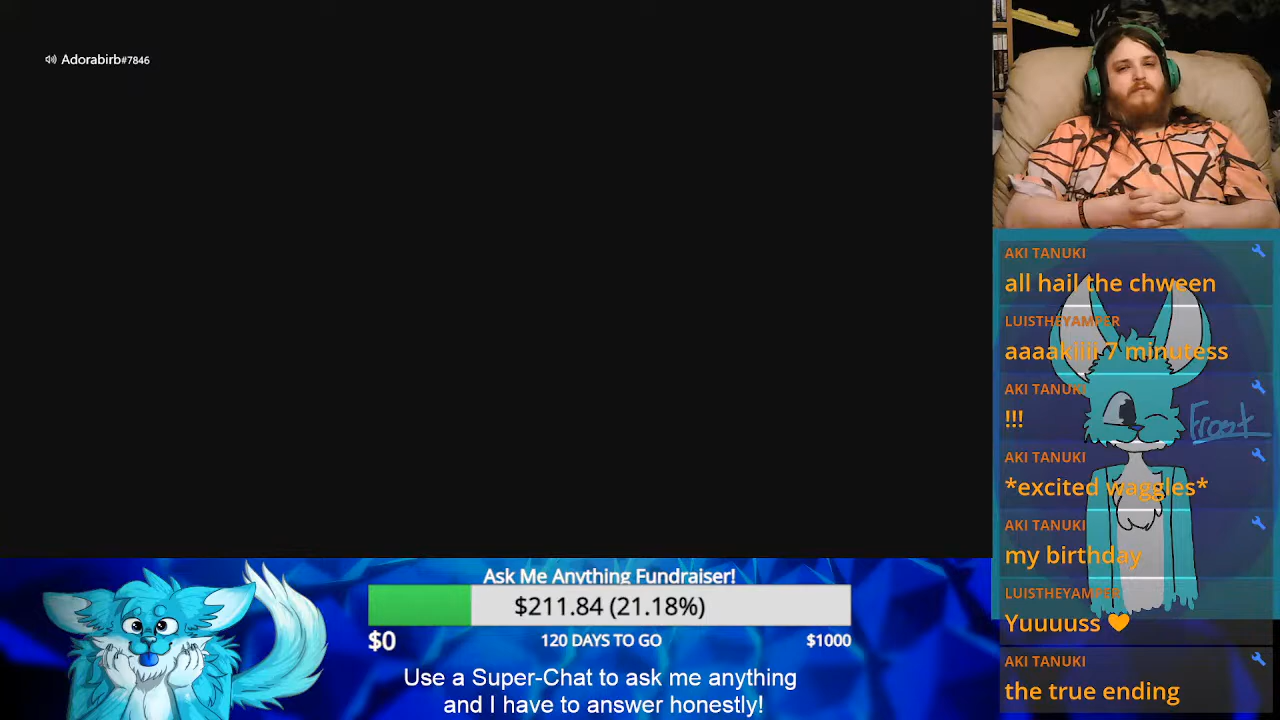 Adorabirb#7846
AKI TANUKI
all hail the chween
LUISTHEYAMPER
aaaakiiii 7 minutess
AKI TANUKI
!!!
Frost
AKI TANUKI
*excited waggles*
AKI TANUKI
my birthday
LUISTHEYAMPER
Yuuuuss 🧡
AKI TANUKI
the true ending
Ask Me Anything Fundraiser!
$211.84 (21.18%)
$0 120 DAYS TO GO $1000
Use a Super-Chat to ask me anything
and I have to answer honestly!